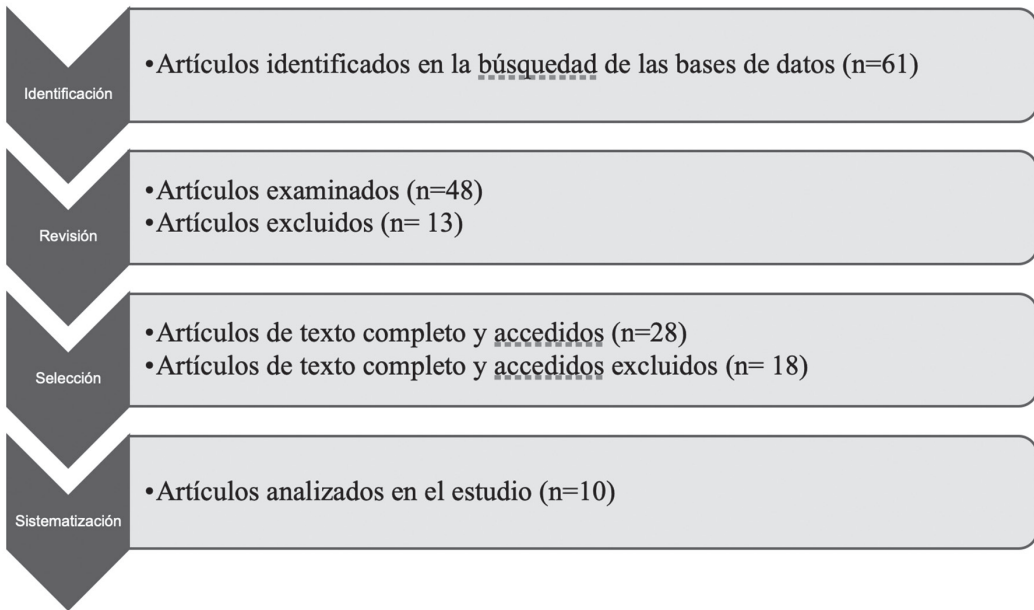 Identificación
•Artículos identificados en la búsquedad de las bases de datos (n=61)
Revisión
•Artículos examinados (n=48)
•Artículos excluidos (n= 13)
Selección
•Artículos de texto completo y accedidos (n=28)
•Artículos de texto completo y accedidos excluidos (n= 18)
Sistematización
•Artículos analizados en el estudio (n=10)